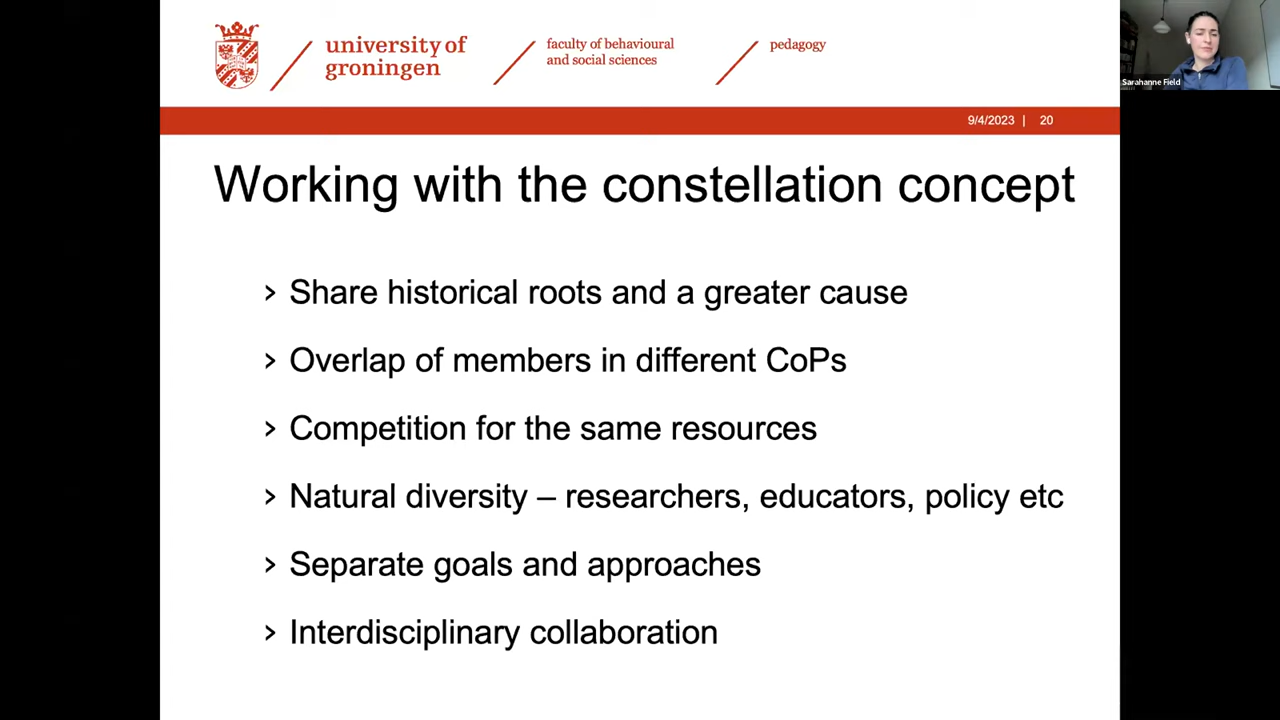 university of
groningen
faculty of behavioural
and social sciences
pedagogy
Sarahanne Field
9/4/2023 | 20
Working with the constellation concept
› Share historical roots and a greater cause
› Overlap of members in different CoPs
› Competition for the same resources
› Natural diversity – researchers, educators, policy etc
› Separate goals and approaches
› Interdisciplinary collaboration